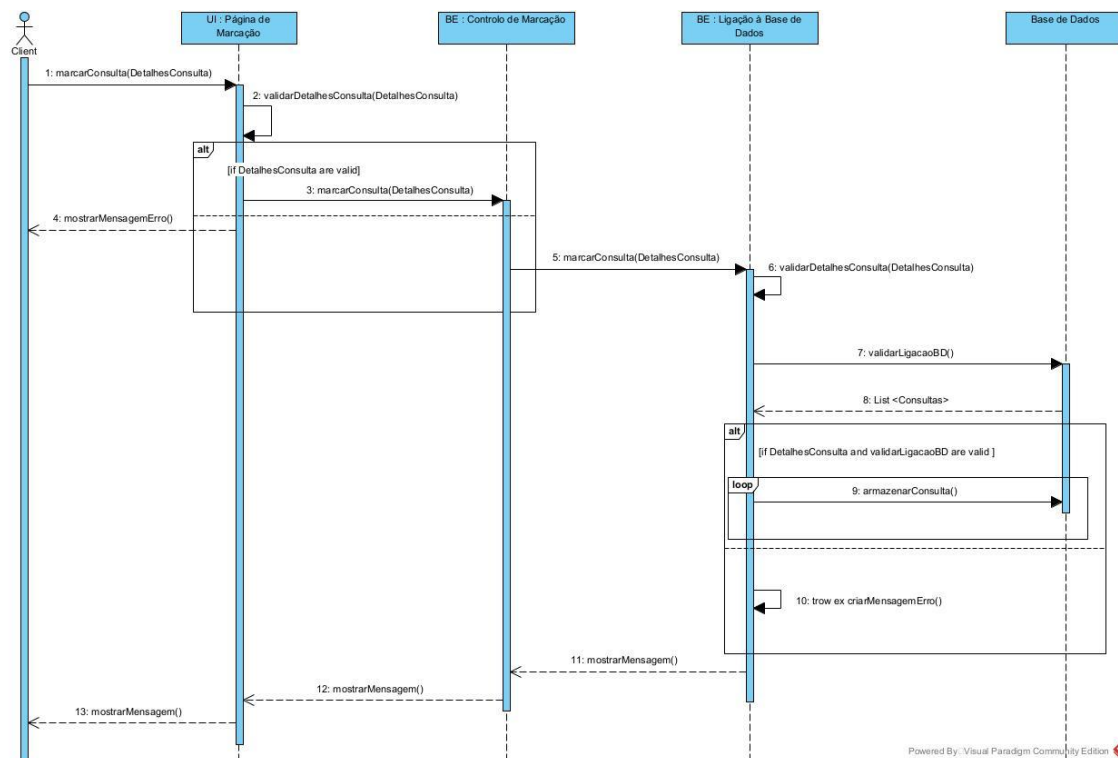 Client
UI : Página de
Marcação
BE : Controlo de Marcação
BE : Ligação à Base de
Dados
Base de Dados
1: marcarConsulta(DetalhesConsulta)
2: validarDetalhesConsulta(DetalhesConsulta)
alt
[if DetalhesConsulta are valid]
3: marcarConsulta(DetalhesConsulta)
4: mostrarMensagemErro()
5: marcarConsulta(DetalhesConsulta)
6: validarDetalhesConsulta(DetalhesConsulta)
7: validarLigacaoBD()
8: List <Consultas>
alt
[if DetalhesConsulta and validarLigacaoBD are valid ]
loop
9: armazenarConsulta()
10: trow ex criarMensagemErro()
11: mostrarMensagem()
12: mostrarMensagem()
13: mostrarMensagem()
Powered By Visual Paradigm Community Edition